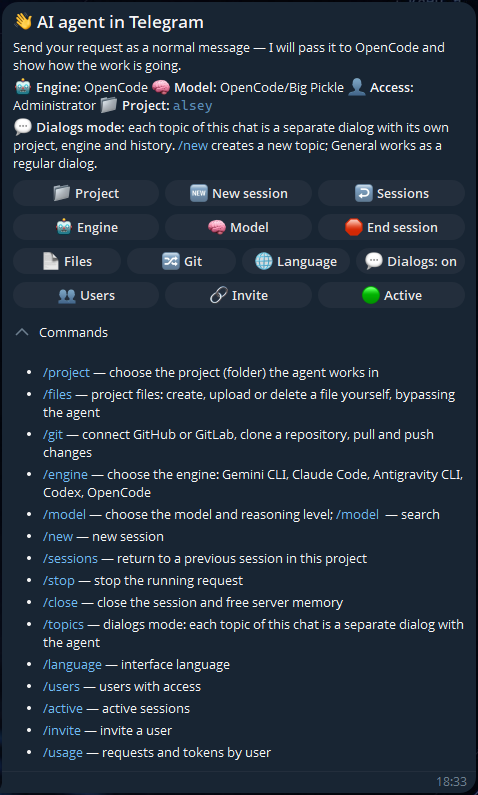 👋 AI agent in Telegram
Send your request as a normal message — I will pass it to OpenCode and
show how the work is going.
🤖 Engine: OpenCode 🧠 Model: OpenCode/Big Pickle 👤 Access:
Administrator 📁 Project: alsey
💬 Dialogs mode: each topic of this chat is a separate dialog with its own
project, engine and history. /new creates a new topic; General works as a
regular dialog.
📁 Project 🆕 New session ↩️ Sessions
🤖 Engine 🧠 Model 🛑 End session
📄 Files 🔀 Git 🌐 Language 💬 Dialogs: on
👥 Users 🔗 Invite 🟢 Active
Commands
• /project — choose the project (folder) the agent works in
• /files — project files: create, upload or delete a file yourself, bypassing
the agent
• /git — connect GitHub or GitLab, clone a repository, pull and push
changes
• /engine — choose the engine: Gemini CLI, Claude Code, Antigravity CLI,
Codex, OpenCode
• /model — choose the model and reasoning level; /model — search
• /new — new session
• /sessions — return to a previous session in this project
• /stop — stop the running request
• /close — close the session and free server memory
• /topics — dialogs mode: each topic of this chat is a separate dialog with
the agent
• /language — interface language
• /users — users with access
• /active — active sessions
• /invite — invite a user
• /usage — requests and tokens by user
18:33